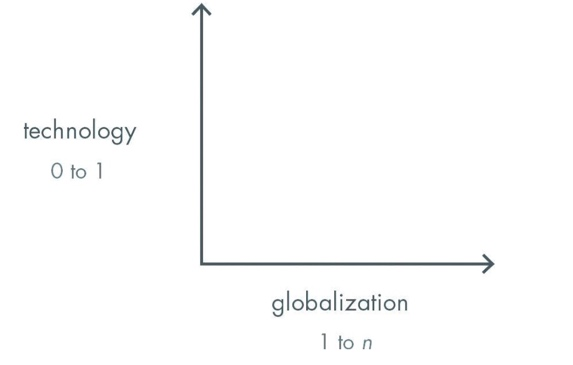 technology
0 to 1
globalization
1 to n